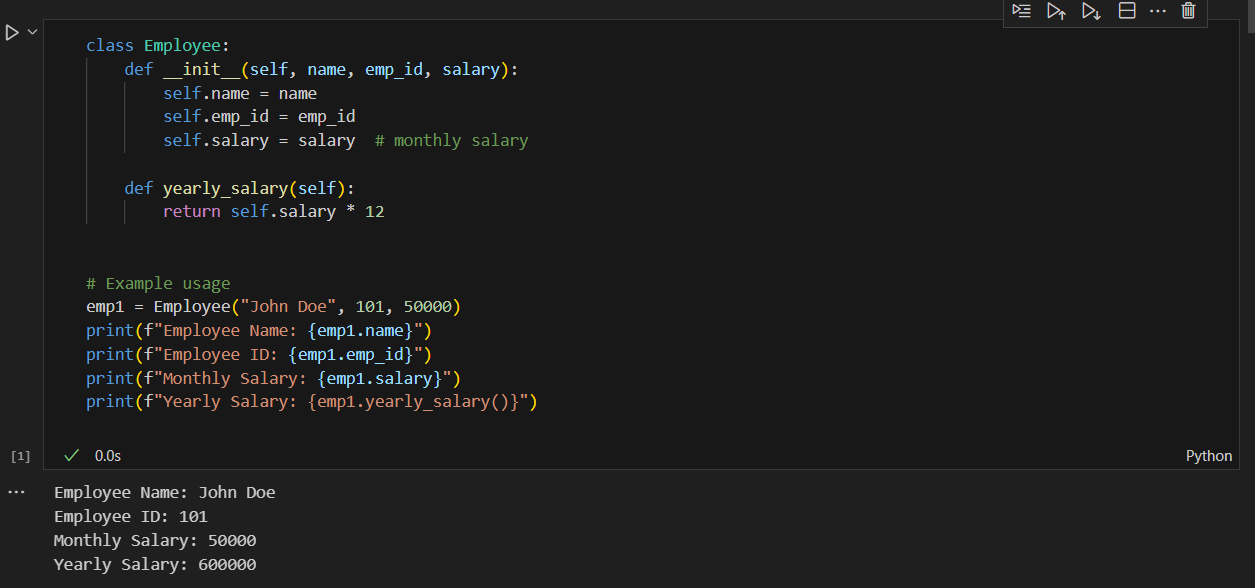 class Employee:
    def __init__(self, name, emp_id, salary):
        self.name = name
        self.emp_id = emp_id
        self.salary = salary  # monthly salary

    def yearly_salary(self):
        return self.salary * 12


# Example usage
emp1 = Employee("John Doe", 101, 50000)
print(f"Employee Name: {emp1.name}")
print(f"Employee ID: {emp1.emp_id}")
print(f"Monthly Salary: {emp1.salary}")
print(f"Yearly Salary: {emp1.yearly_salary()}")
[1] 0.0s Python
Employee Name: John Doe
Employee ID: 101
Monthly Salary: 50000
Yearly Salary: 600000